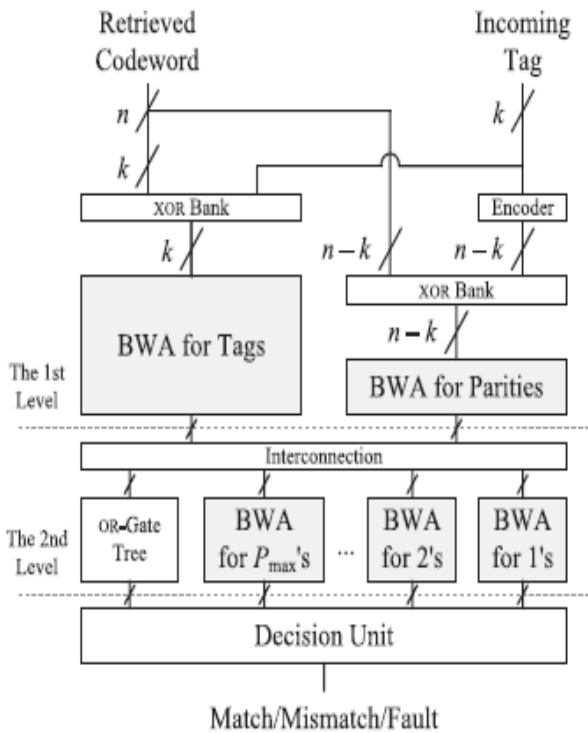 Retrieved
Codeword
Incoming
Tag
n
k
k
XOR Bank
Encoder
k
n – k
n – k
XOR Bank
BWA for Tags
n – k
BWA for Parities
The 1st
Level
Interconnection
The 2nd
Level
OR-Gate
Tree
BWA
for Pmax's
...
BWA
for 2's
BWA
for 1's
Decision Unit
Match/Mismatch/Fault